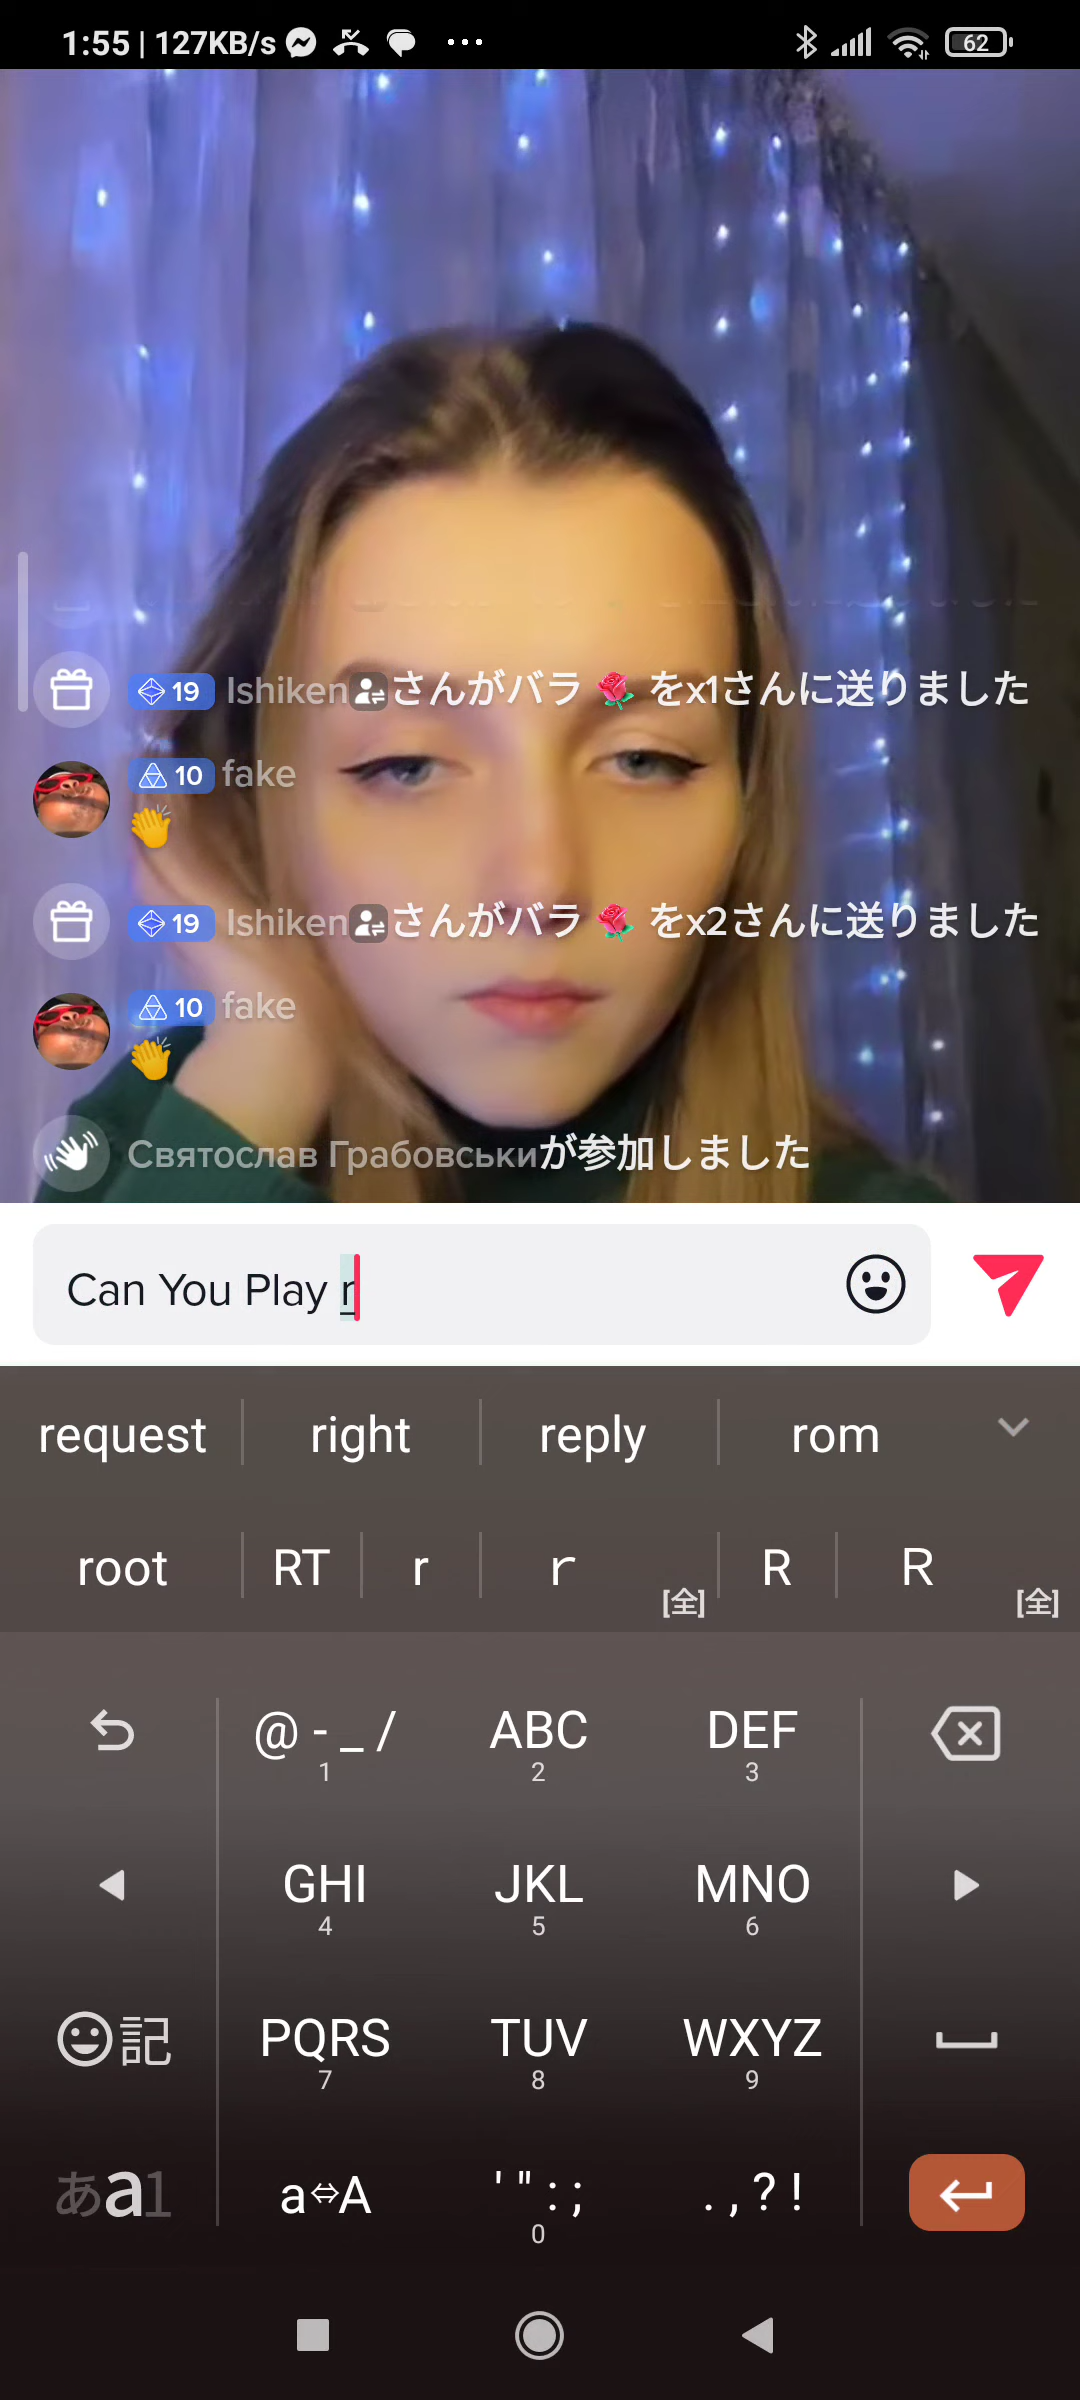 1:55 | 127KB/s
62
19 Ishikenさんがバラ 🌹 をx1さんに送りました
10 fake
👏
19 Ishikenさんがバラ 🌹 をx2さんに送りました
10 fake
👏
Святослав Грабовськиが参加しました
Can You Play r
request right reply rom
root RT r ｒ [全] R Ｒ [全]
@ - _ / ABC DEF
1 2 3
GHI JKL MNO
4 5 6
記 PQRS TUV WXYZ
7 8 9
あa1 a⇔A ' " : ; . , ? !
0